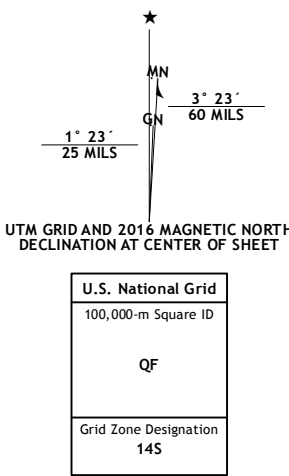 ★
MN
3° 23´
60 MILS
GN
1° 23´
25 MILS
UTM GRID AND 2016 MAGNETIC NORTH
DECLINATION AT CENTER OF SHEET
U.S. National Grid
100,000-m Square ID
QF
Grid Zone Designation
14S